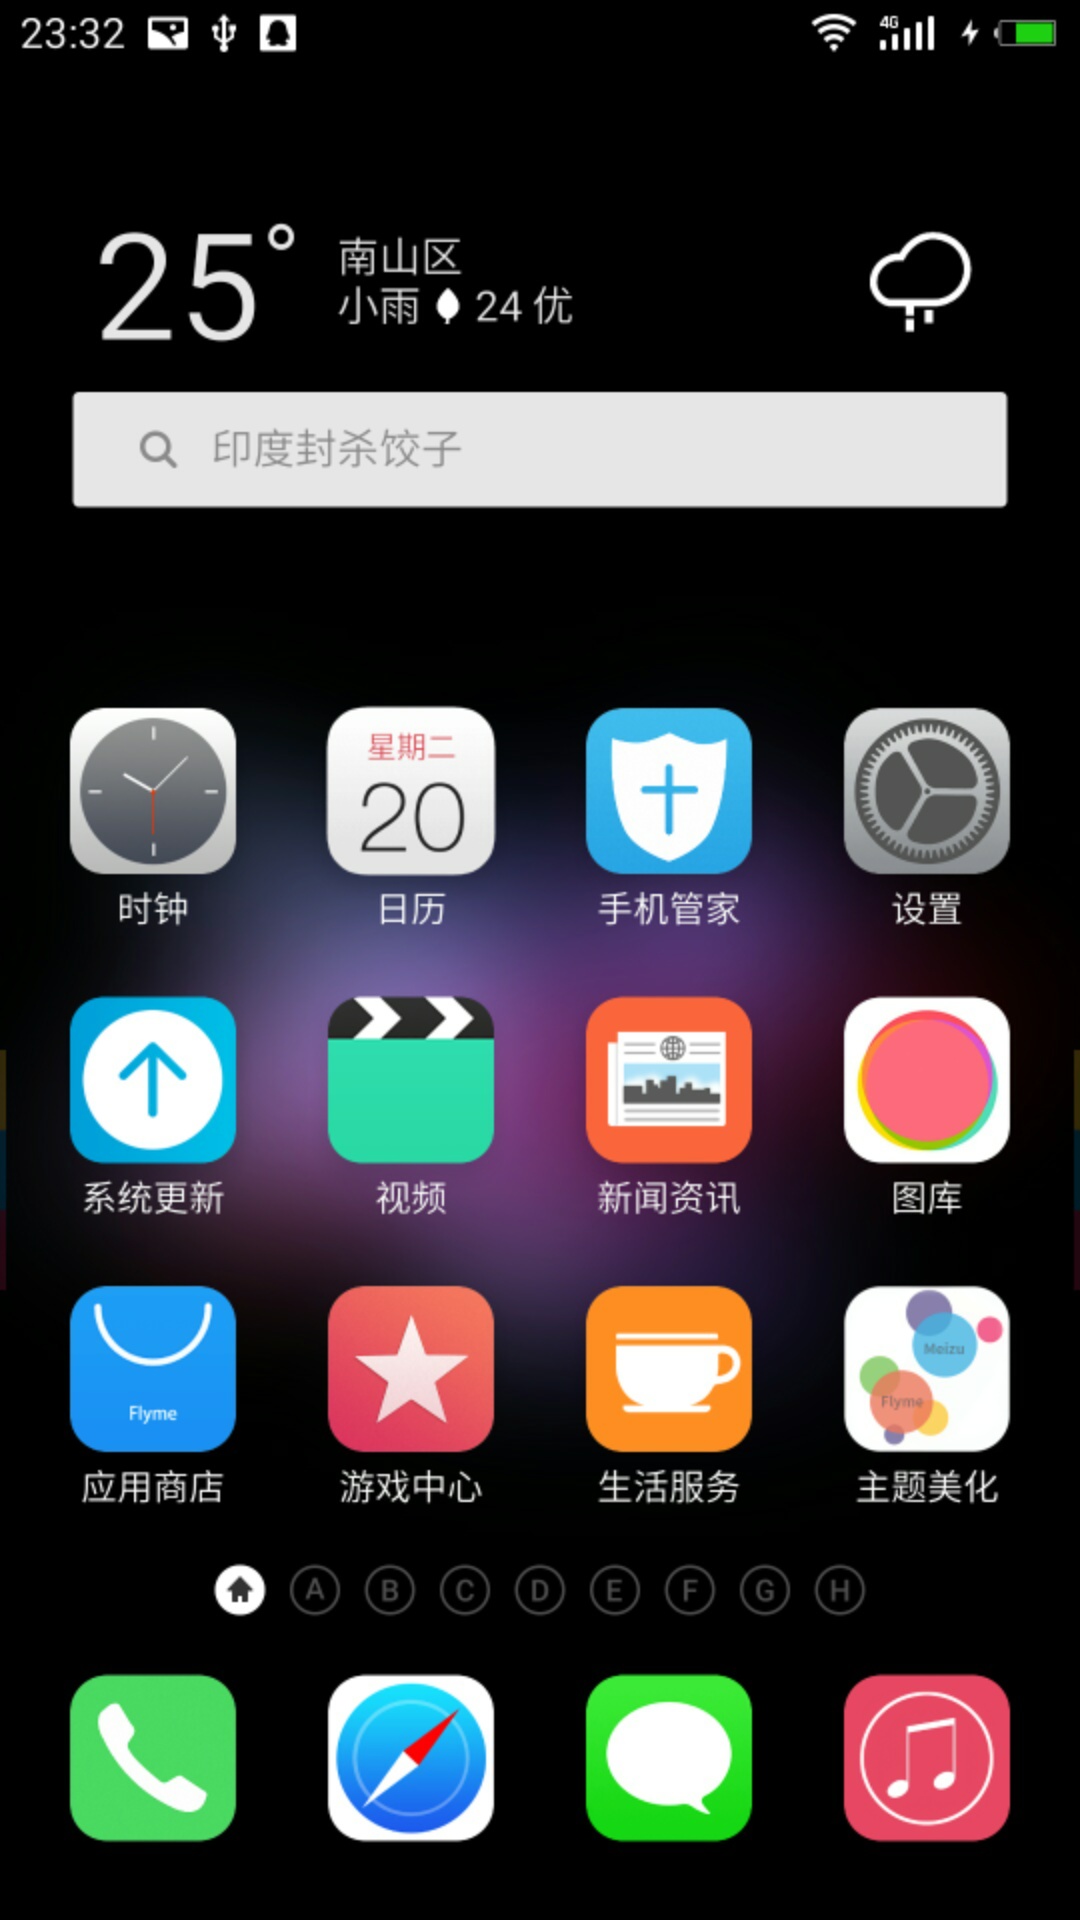 23:32
4G
25°
南山区
小雨 24 优
印度封杀饺子
星期二
20
时钟 日历 手机管家 设置
系统更新 视频 新闻资讯 图库
Flyme
Meizu
Flyme
应用商店 游戏中心 生活服务 主题美化
A B C D E F G H